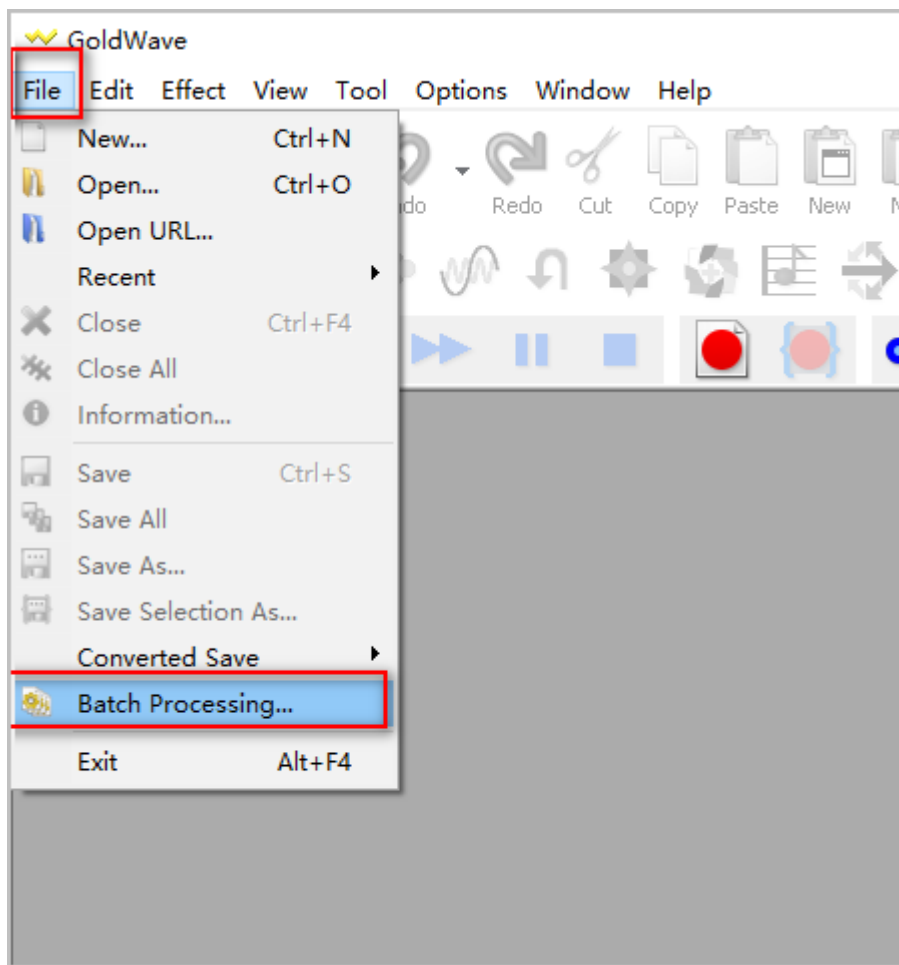 GoldWave
File Edit Effect View Tool Options Window Help
New... Ctrl+N
Open... Ctrl+O
Open URL...
Recent
Close Ctrl+F4
Close All
Information...
Save Ctrl+S
Save All
Save As...
Save Selection As...
Converted Save
Batch Processing...
Exit Alt+F4
Redo Cut Copy Paste New